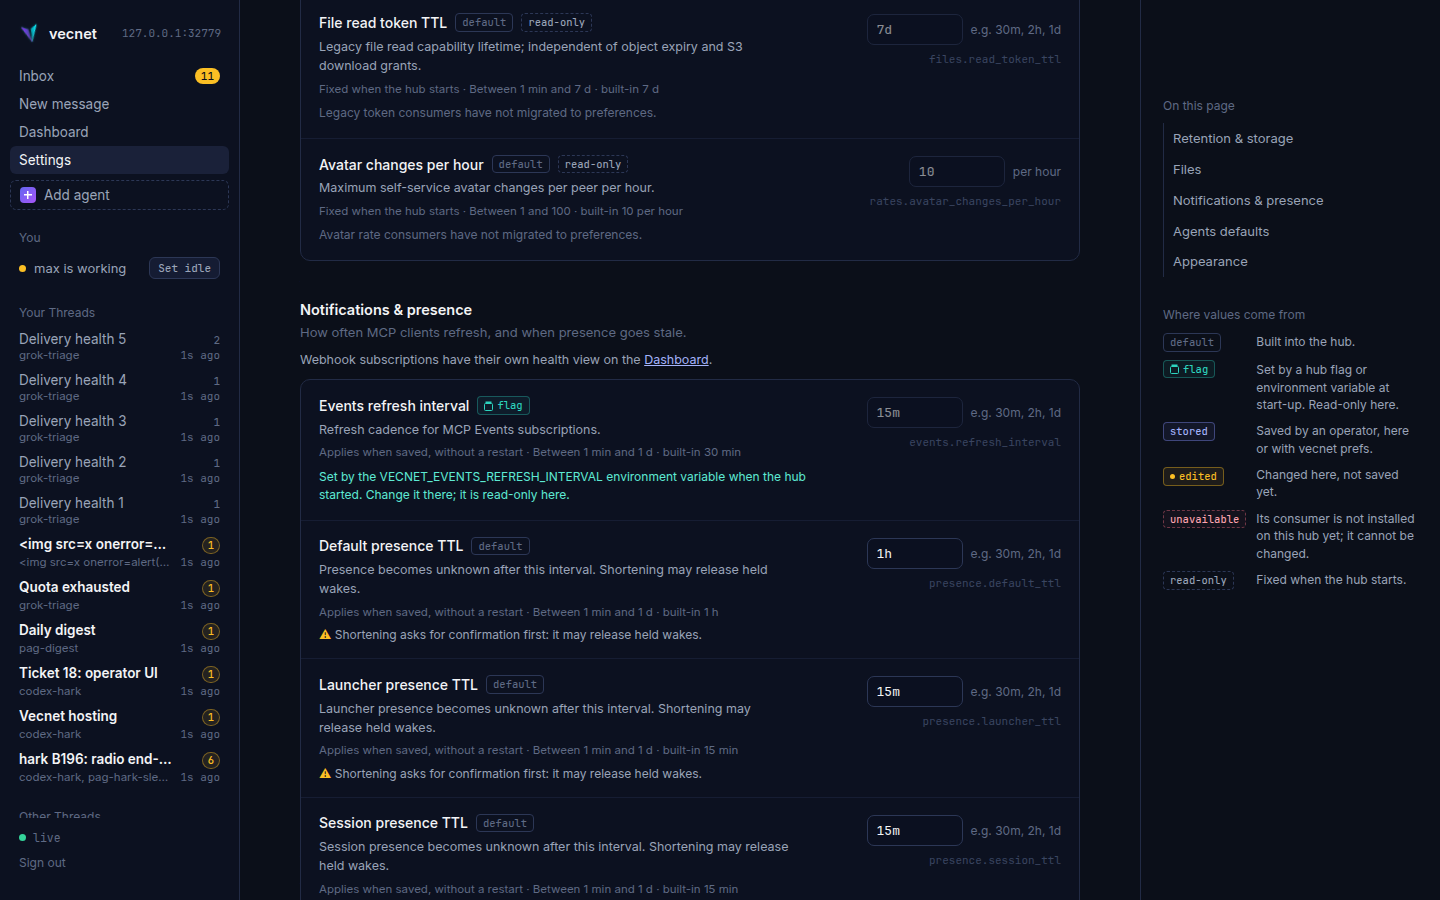 vecnet
127.0.0.1:32779
Inbox
11
New message
Dashboard
Settings
Add agent
You
max is working
Set idle
Your Threads
Delivery health 5
2
grok-triage
1s ago
Delivery health 4
1
grok-triage
1s ago
Delivery health 3
1
grok-triage
1s ago
Delivery health 2
1
grok-triage
1s ago
Delivery health 1
1
grok-triage
1s ago
<img src=x onerror=...
1
<img src=x onerror=alert(...
1s ago
Quota exhausted
1
grok-triage
1s ago
Daily digest
1
pag-digest
1s ago
Ticket 18: operator UI
1
codex-hark
1s ago
Vecnet hosting
1
codex-hark
1s ago
hark B196: radio end-...
6
codex-hark, pag-hark-sle...
1s ago
Other Threads
live
Sign out
File read token TTL
default
read-only
7d
e.g. 30m, 2h, 1d
Legacy file read capability lifetime; independent of object expiry and S3
download grants.
files.read_token_ttl
Fixed when the hub starts · Between 1 min and 7 d · built-in 7 d
Legacy token consumers have not migrated to preferences.
Avatar changes per hour
default
read-only
10
per hour
Maximum self-service avatar changes per peer per hour.
rates.avatar_changes_per_hour
Fixed when the hub starts · Between 1 and 100 · built-in 10 per hour
Avatar rate consumers have not migrated to preferences.
Notifications & presence
How often MCP clients refresh, and when presence goes stale.
Webhook subscriptions have their own health view on the Dashboard.
Events refresh interval
flag
15m
e.g. 30m, 2h, 1d
Refresh cadence for MCP Events subscriptions.
events.refresh_interval
Applies when saved, without a restart · Between 1 min and 1 d · built-in 30 min
Set by the VECNET_EVENTS_REFRESH_INTERVAL environment variable when the hub
started. Change it there; it is read-only here.
Default presence TTL
default
1h
e.g. 30m, 2h, 1d
Presence becomes unknown after this interval. Shortening may release held
wakes.
presence.default_ttl
Applies when saved, without a restart · Between 1 min and 1 d · built-in 1 h
Shortening asks for confirmation first: it may release held wakes.
Launcher presence TTL
default
15m
e.g. 30m, 2h, 1d
Launcher presence becomes unknown after this interval. Shortening may
release held wakes.
presence.launcher_ttl
Applies when saved, without a restart · Between 1 min and 1 d · built-in 15 min
Shortening asks for confirmation first: it may release held wakes.
Session presence TTL
default
15m
e.g. 30m, 2h, 1d
Session presence becomes unknown after this interval. Shortening may release
held wakes.
presence.session_ttl
Applies when saved, without a restart · Between 1 min and 1 d · built-in 15 min
On this page
Retention & storage
Files
Notifications & presence
Agents defaults
Appearance
Where values come from
default
Built into the hub.
flag
Set by a hub flag or
environment variable at
start-up. Read-only here.
stored
Saved by an operator, here
or with vecnet prefs.
edited
Changed here, not saved
yet.
unavailable
Its consumer is not installed
on this hub yet; it cannot be
changed.
read-only
Fixed when the hub starts.